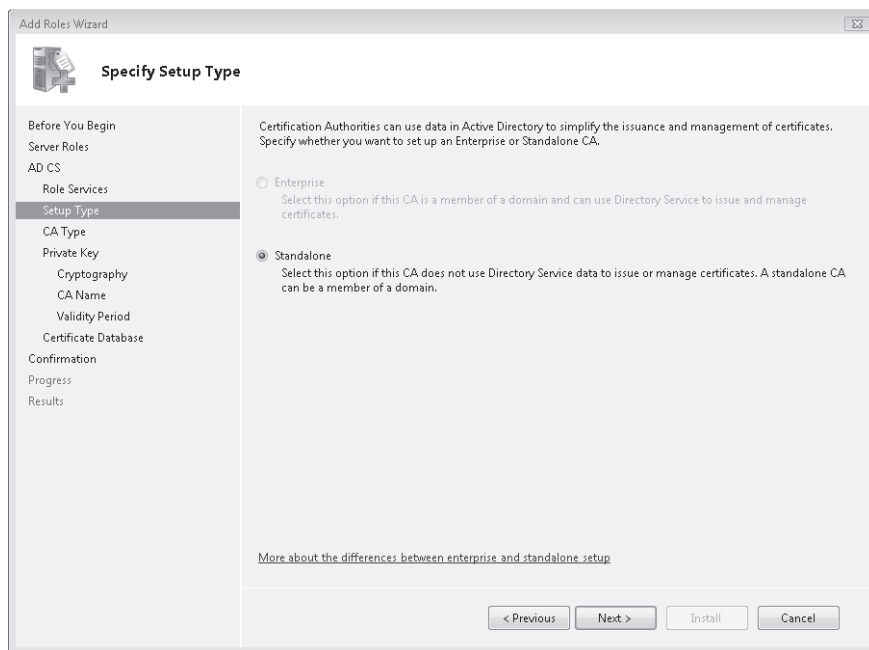 Add Roles Wizard
Specify Setup Type
Before You Begin
Server Roles
AD CS
Role Services
Setup Type
CA Type
Private Key
Cryptography
CA Name
Validity Period
Certificate Database
Confirmation
Progress
Results
Certification Authorities can use data in Active Directory to simplify the issuance and management of certificates.
Specify whether you want to set up an Enterprise or Standalone CA.
Enterprise
Select this option if this CA is a member of a domain and can use Directory Service to issue and manage
certificates.
Standalone
Select this option if this CA does not use Directory Service data to issue or manage certificates. A standalone CA
can be a member of a domain.
More about the differences between enterprise and standalone setup
< Previous
Next >
Install
Cancel